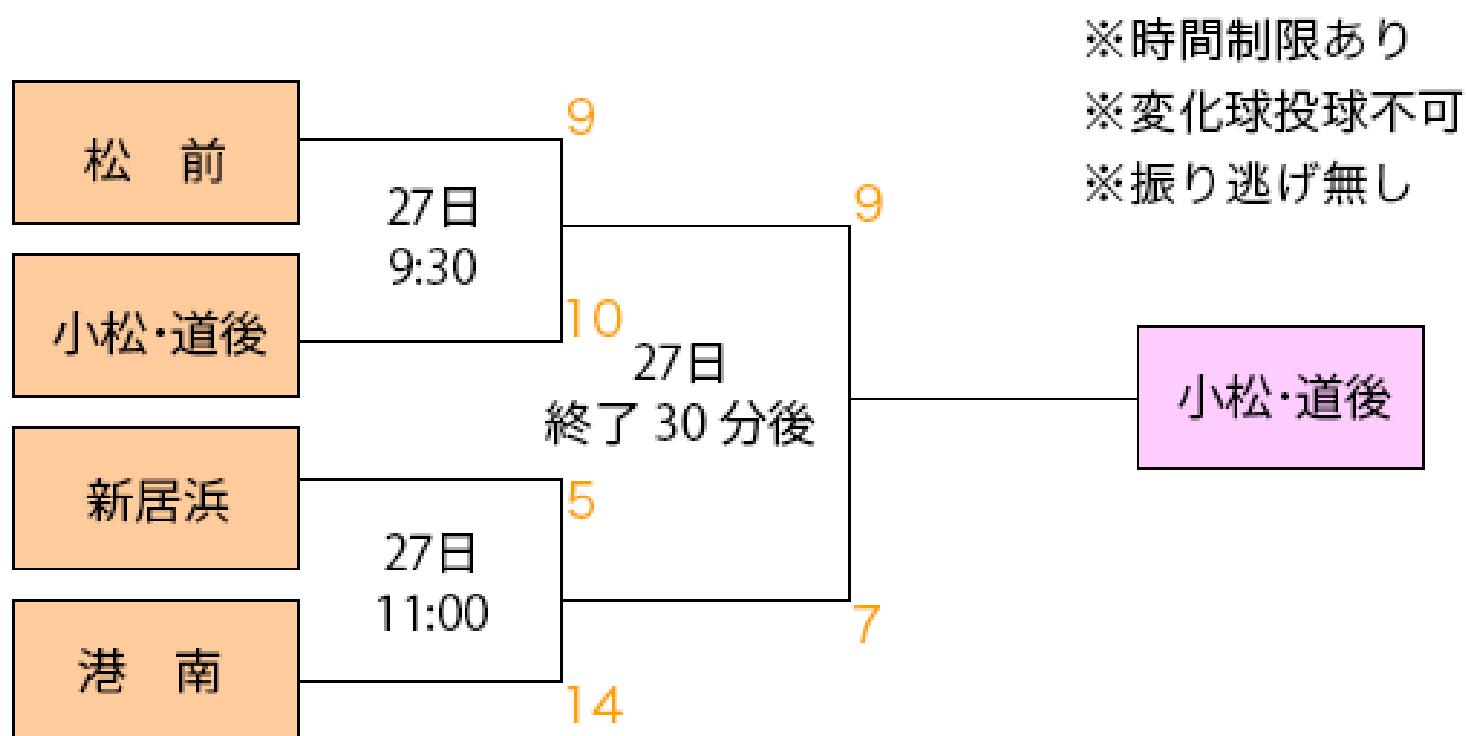 ※時間制限あり
※変化球投球不可
※振り逃げ無し
松　前
9
27日
9:30
小松・道後
10
9
27日
終了 30 分後
小松・道後
新居浜
5
27日
11:00
港　南
14
7